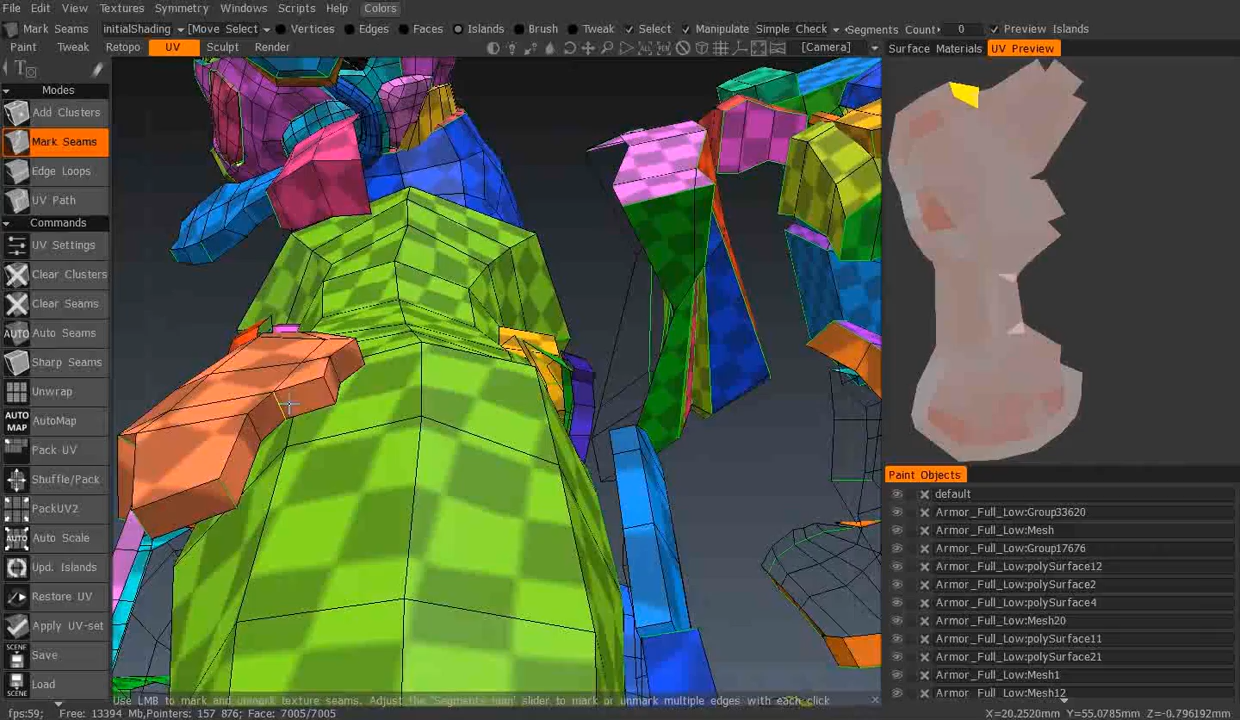 File Edit View Textures Symmetry Windows Scripts Help Colors
Mark Seams initialShading [Move Select] Vertices Edges Faces Islands Brush Tweak Select Manipulate Simple Check Segments Count 0 Preview Islands
Paint Tweak Retopo UV Sculpt Render [Camera] Surface Materials UV Preview
Modes
Add Clusters
Mark Seams
Edge Loops
UV Path
Commands
UV Settings
Clear Clusters
Clear Seams
AUTO Auto Seams
Sharp Seams
Unwrap
AUTO MAP AutoMap
Pack UV
Shuffle/Pack
PackUV2
AUTO Auto Scale
Upd. Islands
Restore UV
Apply UV-set
SCENE Save
Load
SCENE
Paint Objects
default
Armor_Full_Low:Group33620
Armor_Full_Low:Mesh
Armor_Full_Low:Group17676
Armor_Full_Low:polySurface12
Armor_Full_Low:polySurface2
Armor_Full_Low:polySurface4
Armor_Full_Low:Mesh20
Armor_Full_Low:polySurface11
Armor_Full_Low:polySurface21
Armor_Full_Low:Mesh1
Armor_Full_Low:Mesh12
Use LMB to mark and unmark texture seams. Adjust the slider to mark or unmark multiple edges with each click
fps:59; Free: 13394 Mb,Pointers: 157 876; Face: 7005/7005 X=20.2520mm Y=55.0785mm Z=-0.796192mm